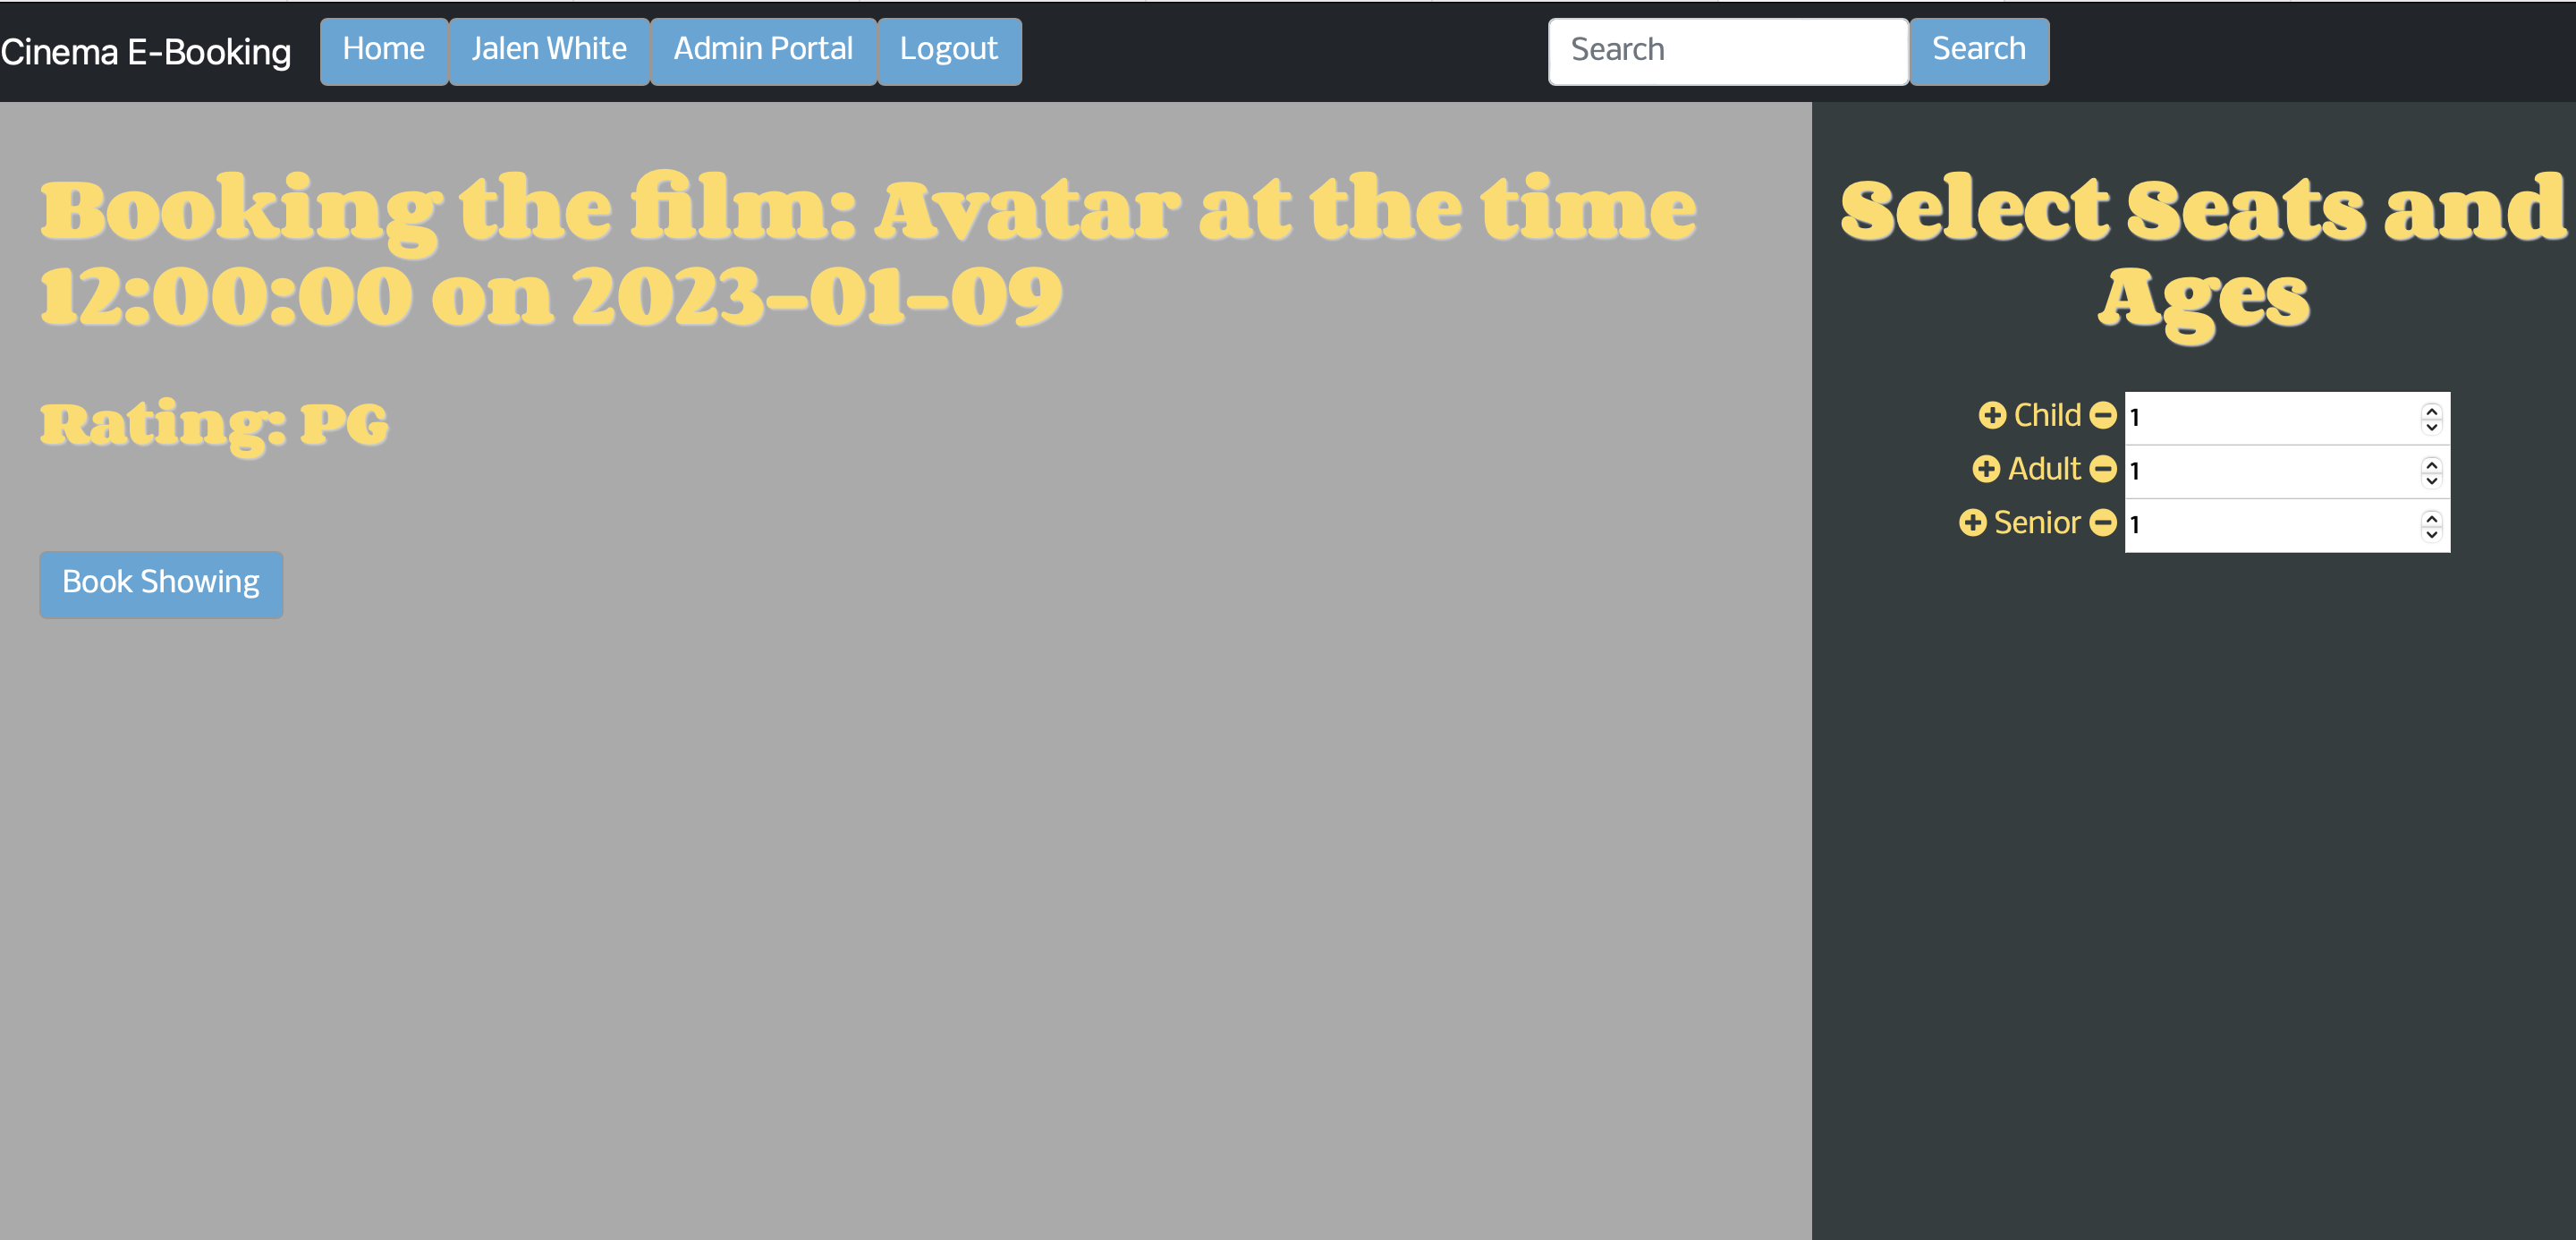 Cinema E-Booking Home Jalen White Admin Portal Logout Search Search
Booking the film: Avatar at the time
12:00:00 on 2023-01-09
Rating: PG
Book Showing
Select Seats and
Ages
Child 1
Adult 1
Senior 1